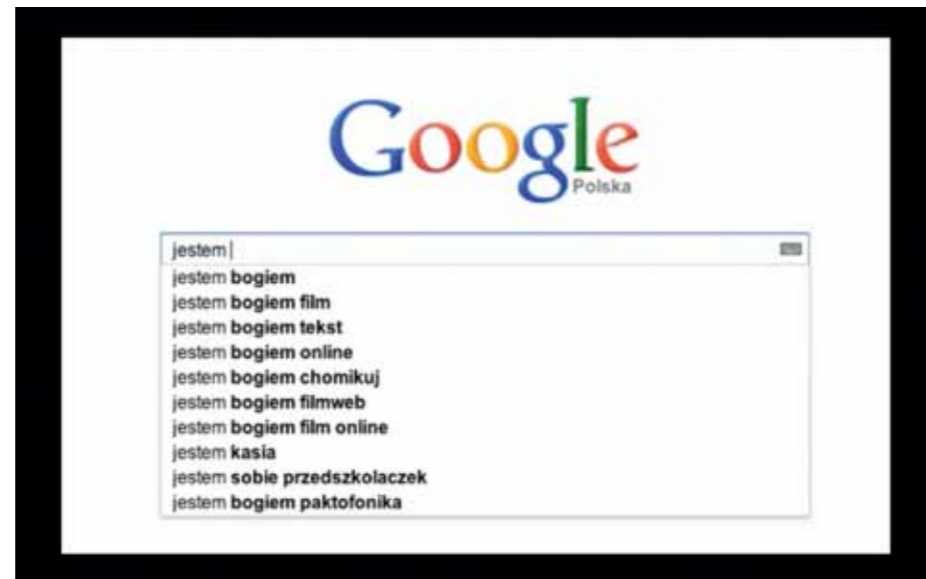 Google
Polska
jestem
jestem bogiem
jestem bogiem film
jestem bogiem tekst
jestem bogiem online
jestem bogiem chomikuj
jestem bogiem filmweb
jestem bogiem film online
jestem kasia
jestem sobie przedszkolaczek
jestem bogiem paktofonika